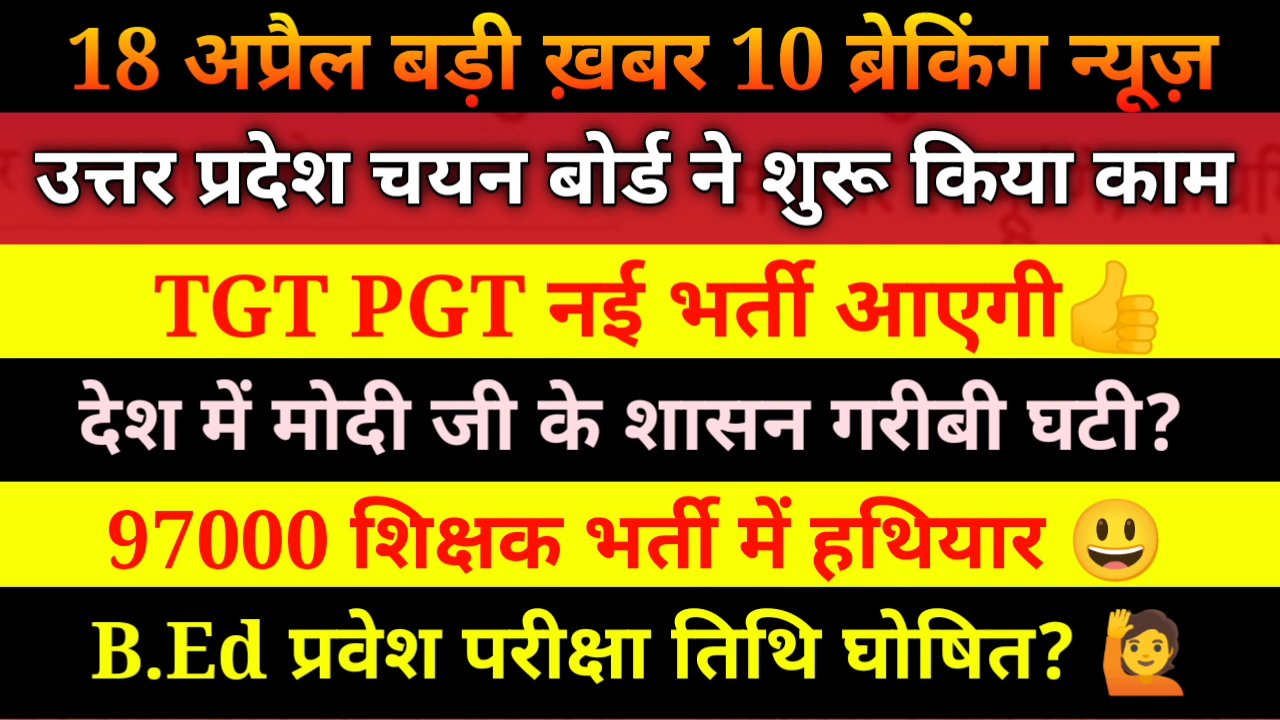 18 अप्रैल बड़ी ख़बर 10 ब्रेकिंग न्यूज़
उत्तर प्रदेश चयन बोर्ड ने शुरू किया काम
TGT PGT नई भर्ती आएगी👍
देश में मोदी जी के शासन गरीबी घटी?
97000 शिक्षक भर्ती में हथियार 😃
B.Ed प्रवेश परीक्षा तिथि घोषित? 🙋